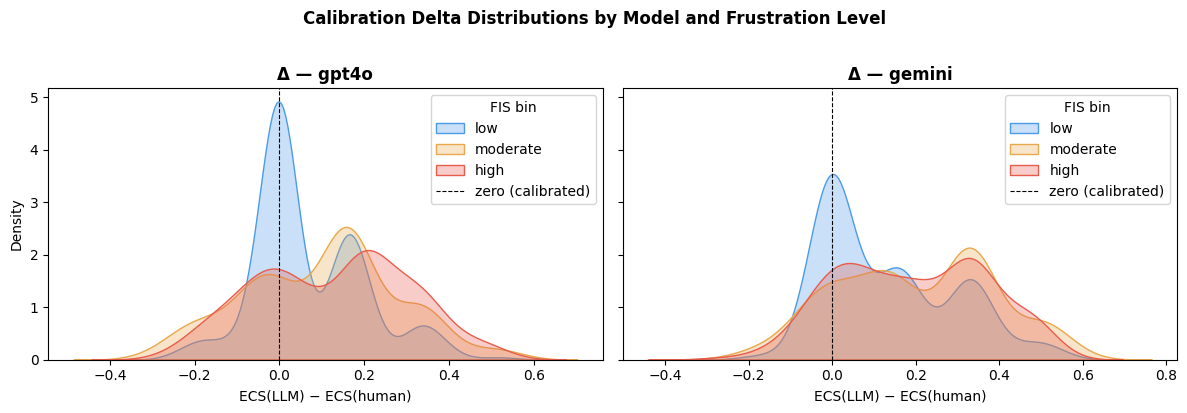 Calibration Delta Distributions by Model and Frustration Level
Δ — gpt4o
Density
5
4
3
2
1
0
FIS bin
low
moderate
high
zero (calibrated)
−0.4 −0.2 0.0 0.2 0.4 0.6
ECS(LLM) − ECS(human)
Δ — gemini
FIS bin
low
moderate
high
zero (calibrated)
−0.4 −0.2 0.0 0.2 0.4 0.6 0.8
ECS(LLM) − ECS(human)